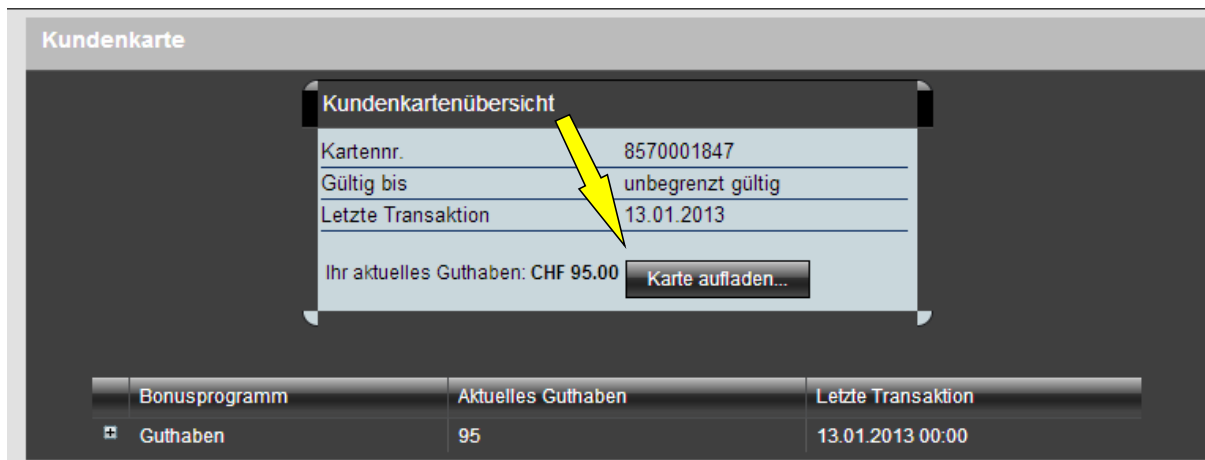 Kundenkarte
Kundenkartenübersicht
Kartennr. 8570001847
Gültig bis unbegrenzt gültig
Letzte Transaktion 13.01.2013
Ihr aktuelles Guthaben: CHF 95.00 Karte aufladen...
Bonusprogramm Aktuelles Guthaben Letzte Transaktion
Guthaben 95 13.01.2013 00:00